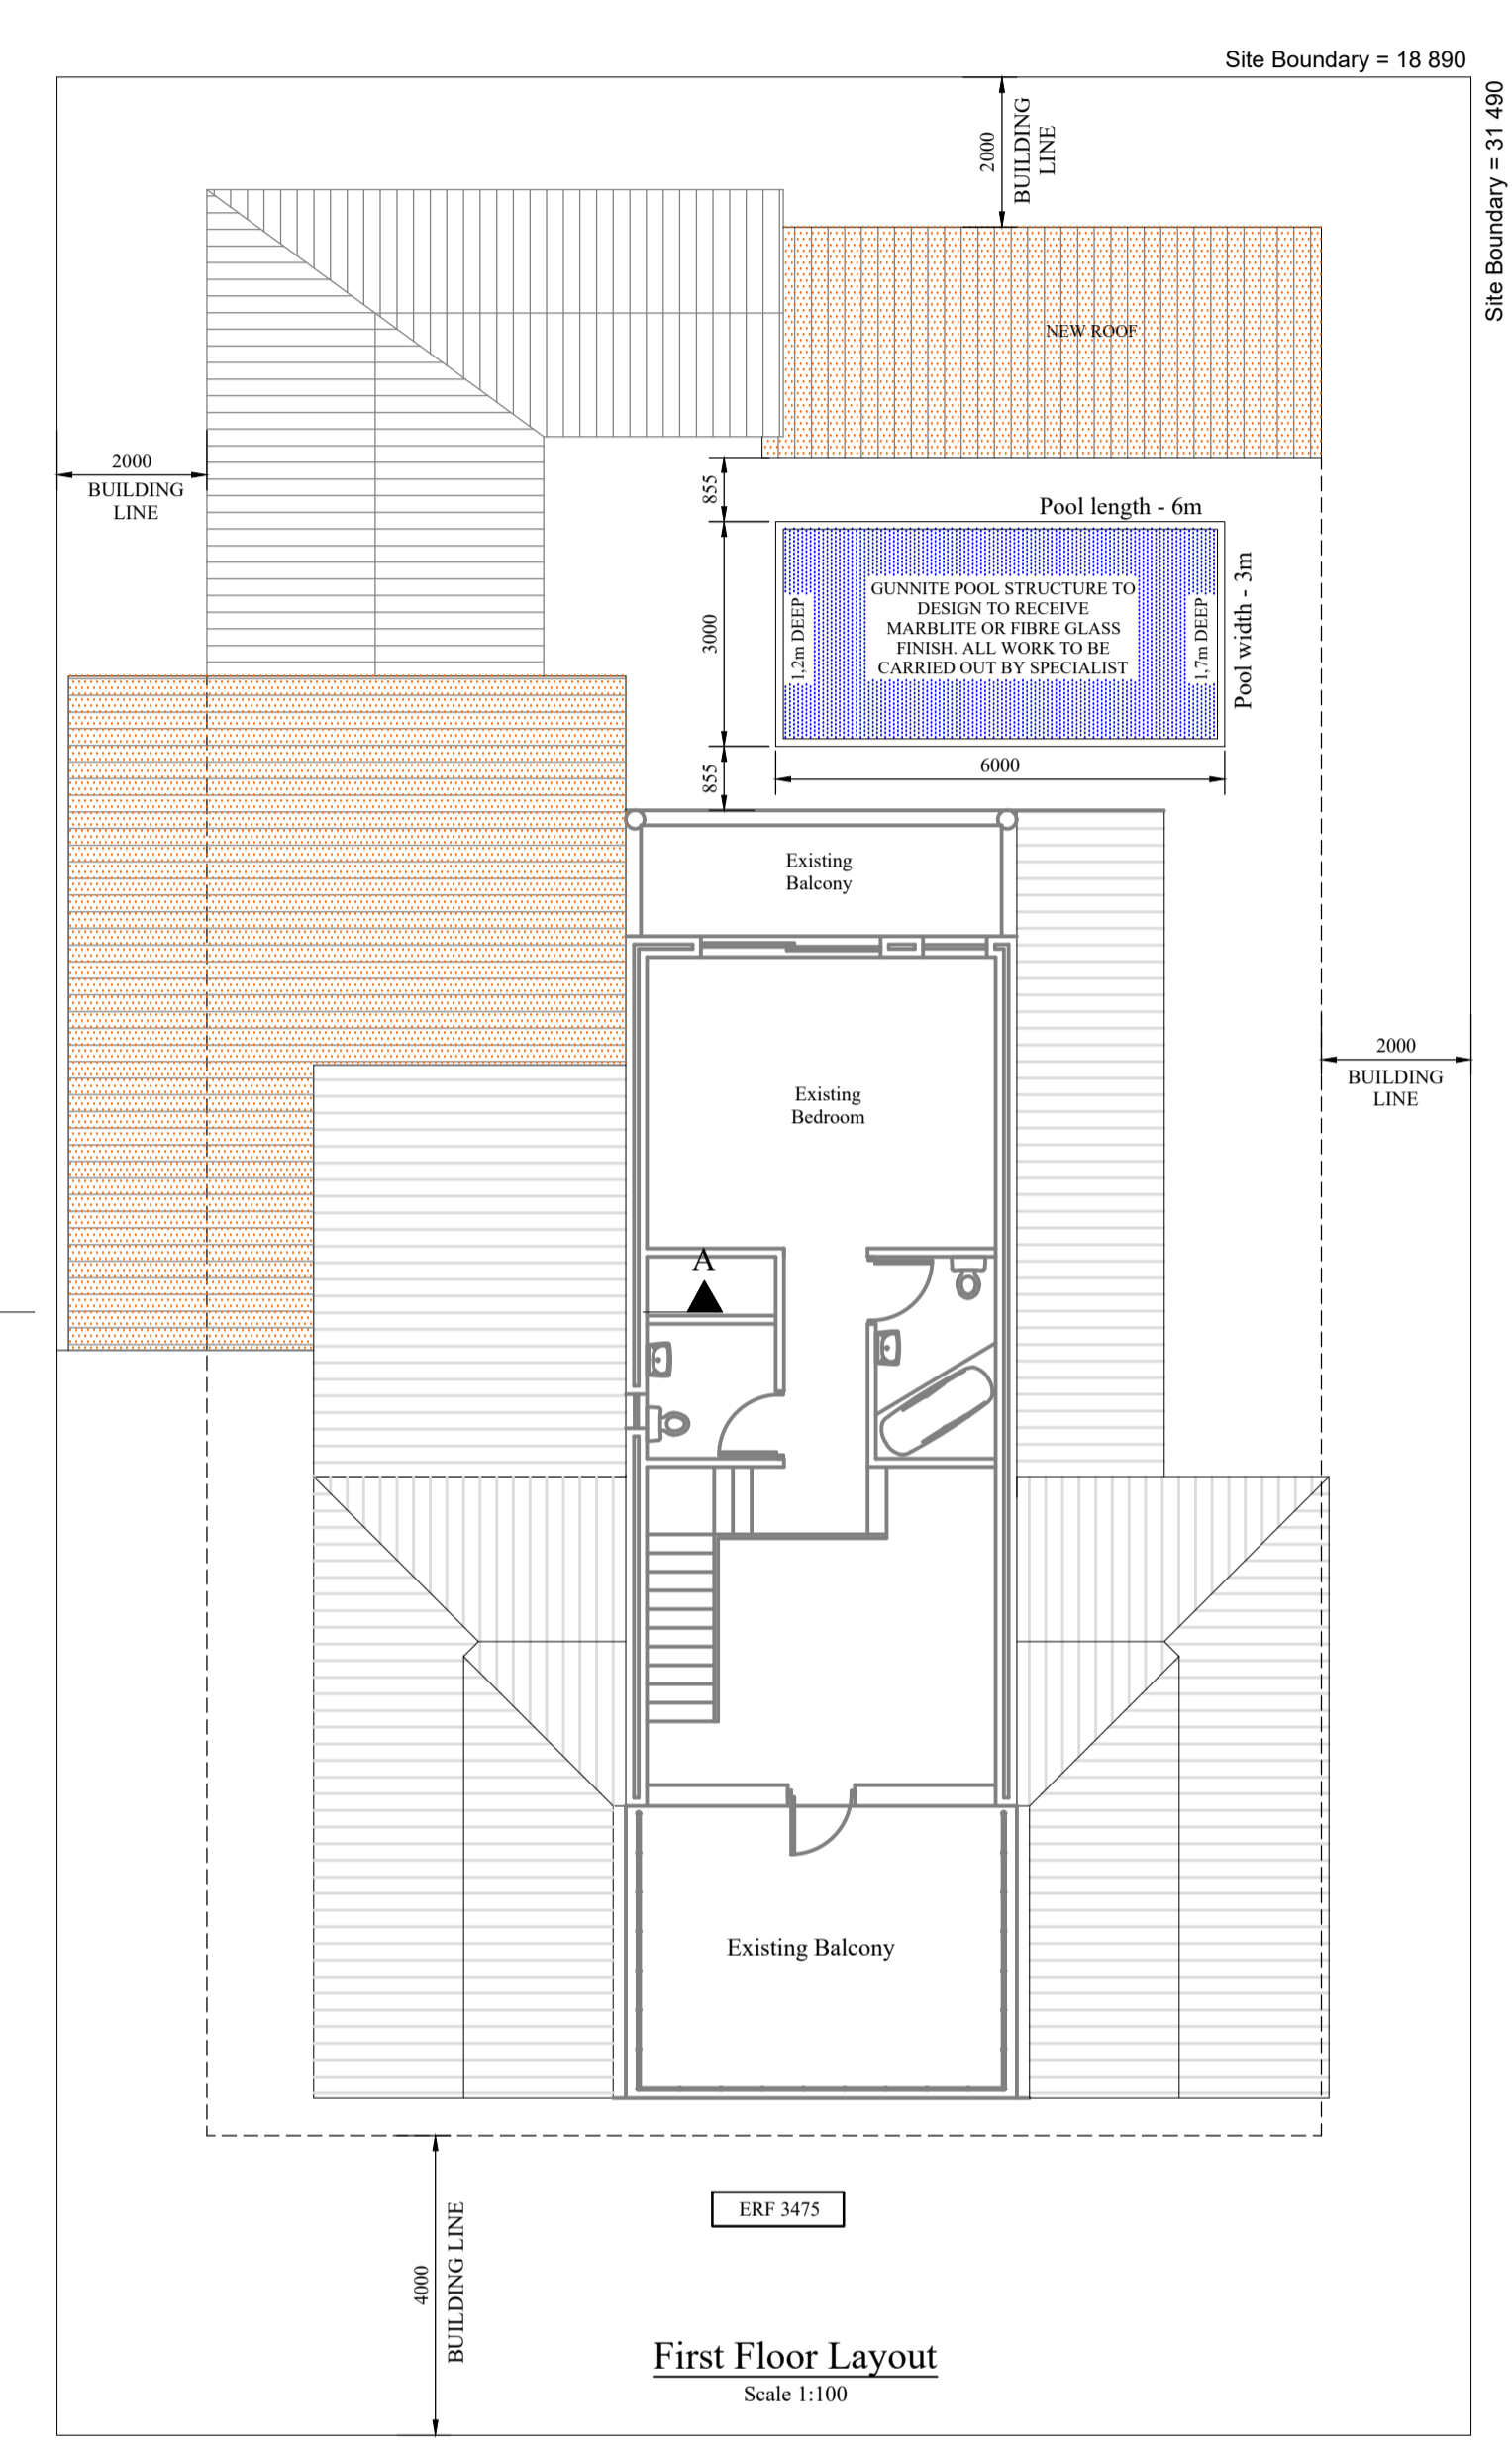 Site Boundary = 18 890
Site Boundary = 31 490
2000
BUILDING
LINE
NEW ROOF
2000
BUILDING
LINE
855
Pool length - 6m
3000
1,2m DEEP
GUNNITE POOL STRUCTURE TO
DESIGN TO RECEIVE
MARBLITE OR FIBRE GLASS
FINISH. ALL WORK TO BE
CARRIED OUT BY SPECIALIST
1,7m DEEP
Pool width - 3m
855
6000
Existing
Balcony
2000
BUILDING
LINE
Existing
Bedroom
A
Existing Balcony
ERF 3475
4000
BUILDING LINE
First Floor Layout
Scale 1:100